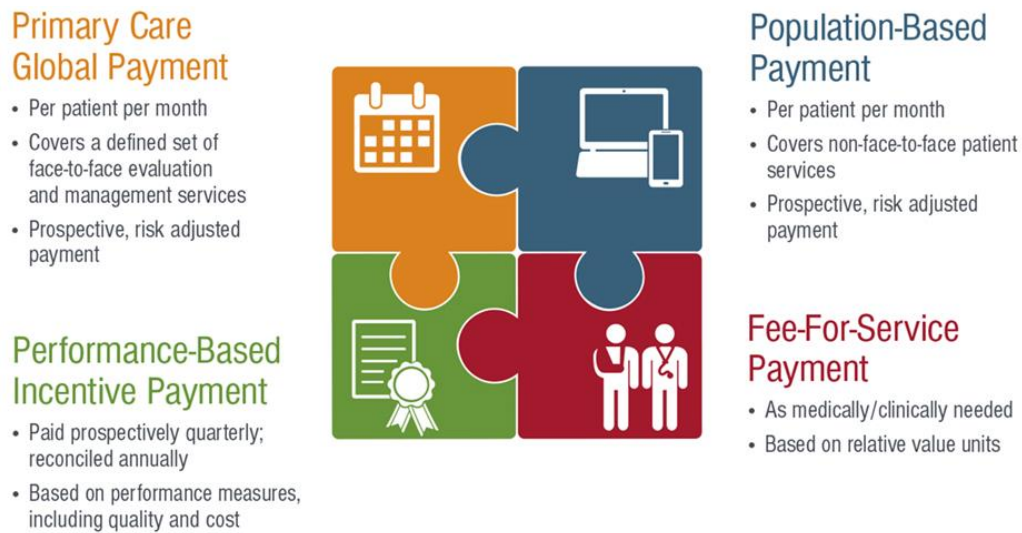 Primary Care
Global Payment
• Per patient per month
• Covers a defined set of
face-to-face evaluation
and management services
• Prospective, risk adjusted
payment
Population-Based
Payment
• Per patient per month
• Covers non-face-to-face patient
services
• Prospective, risk adjusted
payment
Performance-Based
Incentive Payment
• Paid prospectively quarterly;
reconciled annually
• Based on performance measures,
including quality and cost
Fee-For-Service
Payment
• As medically/clinically needed
• Based on relative value units